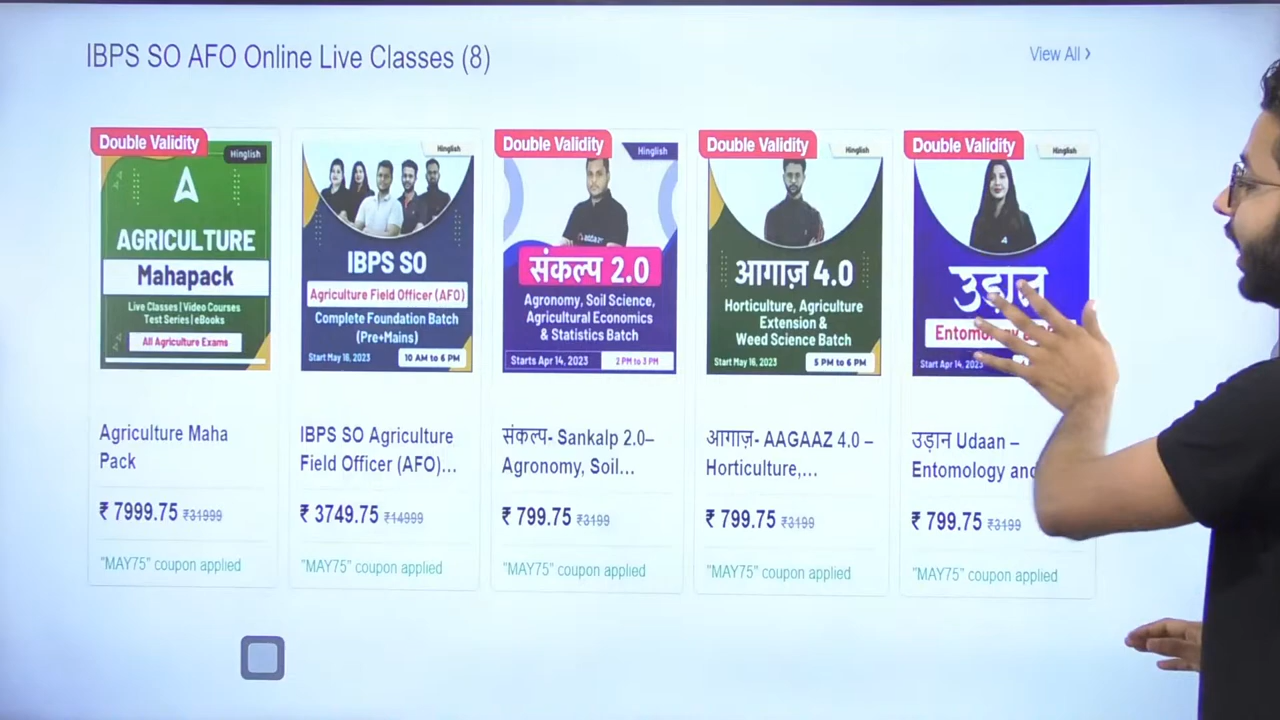 IBPS SO AFO Online Live Classes (8)
View All ›
Double Validity
Hinglish
AGRICULTURE
Mahapack
Live Classes | Video Courses
Test Series | eBooks
All Agriculture Exams
Agriculture Maha
Pack
₹ 7999.75 ₹31999
"MAY75" coupon applied
Hinglish
IBPS SO
Agriculture Field Officer (AFO)
Complete Foundation Batch
(Pre+Mains)
Start May 16, 2023
10 AM to 6 PM
IBPS SO Agriculture
Field Officer (AFO)...
₹ 3749.75 ₹14999
"MAY75" coupon applied
Double Validity
Hinglish
संकल्प 2.0
Agronomy, Soil Science,
Agricultural Economics
& Statistics Batch
Starts Apr 14, 2023
2 PM to 3 PM
संकल्प- Sankalp 2.0–
Agronomy, Soil...
₹ 799.75 ₹3199
"MAY75" coupon applied
Double Validity
Hinglish
आगाज़ 4.0
Horticulture, Agriculture
Extension &
Weed Science Batch
Start May 16, 2023
5 PM to 6 PM
आगाज़- AAGAAZ 4.0 –
Horticulture,...
₹ 799.75 ₹3199
"MAY75" coupon applied
Double Validity
Hinglish
उड़ान
Start Apr 14, 2023
उड़ान Udaan –
Entomology and
₹ 799.75 ₹3199
"MAY75" coupon applied